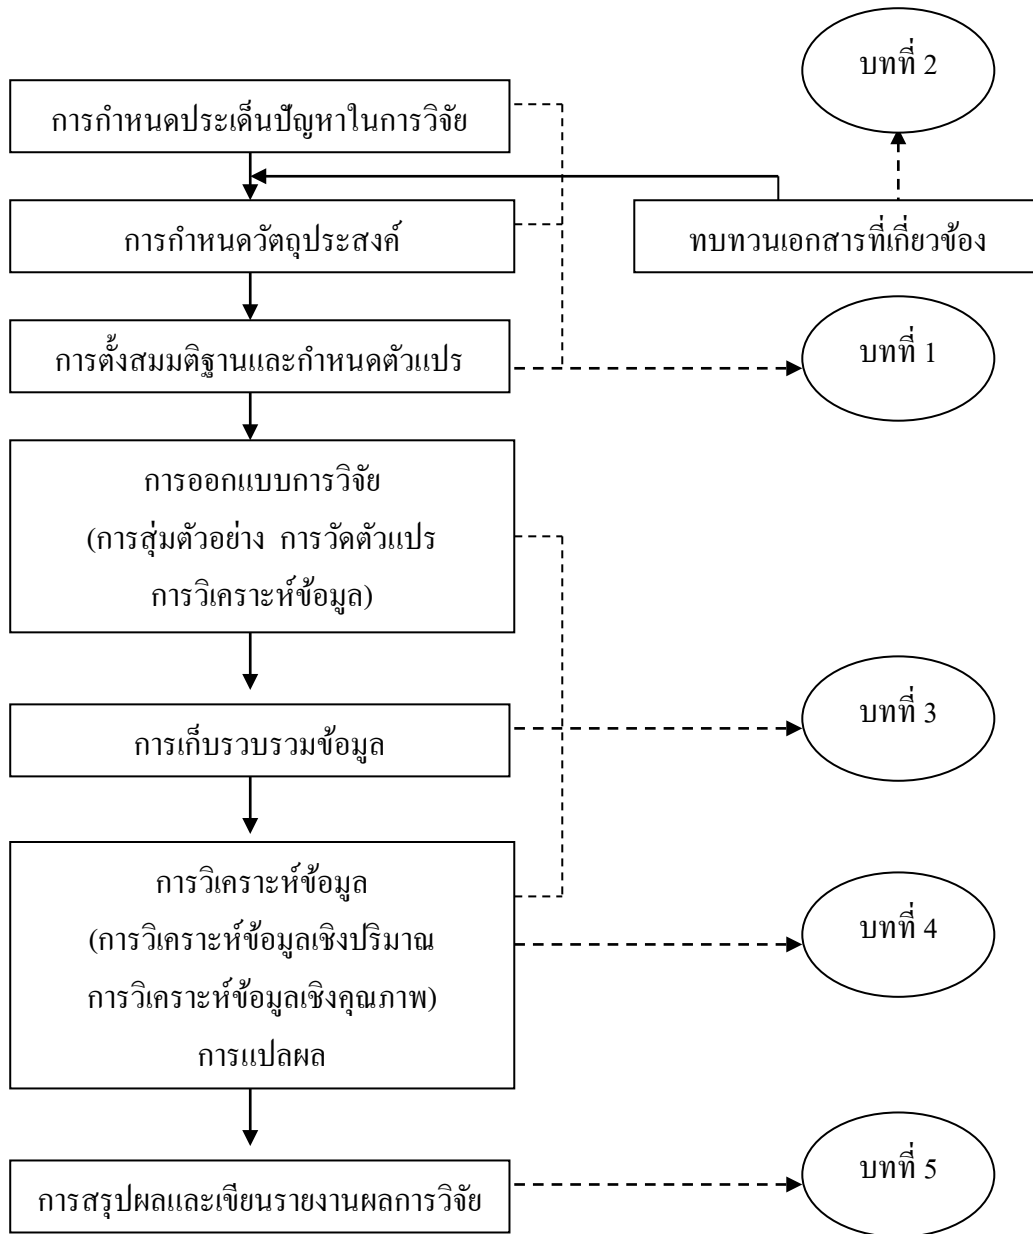 บทที่ 2
การกำหนดประเด็นปัญหาในการวิจัย
การกำหนดวัตถุประสงค์
ทบทวนเอกสารที่เกี่ยวข้อง
การตั้งสมมติฐานและกำหนดตัวแปร
บทที่ 1
การออกแบบการวิจัย
(การสุ่มตัวอย่าง การวัดตัวแปร
การวิเคราะห์ข้อมูล)
การเก็บรวบรวมข้อมูล
บทที่ 3
การวิเคราะห์ข้อมูล
(การวิเคราะห์ข้อมูลเชิงปริมาณ
การวิเคราะห์ข้อมูลเชิงคุณภาพ)
การแปลผล
บทที่ 4
การสรุปผลและเขียนรายงานผลการวิจัย
บทที่ 5